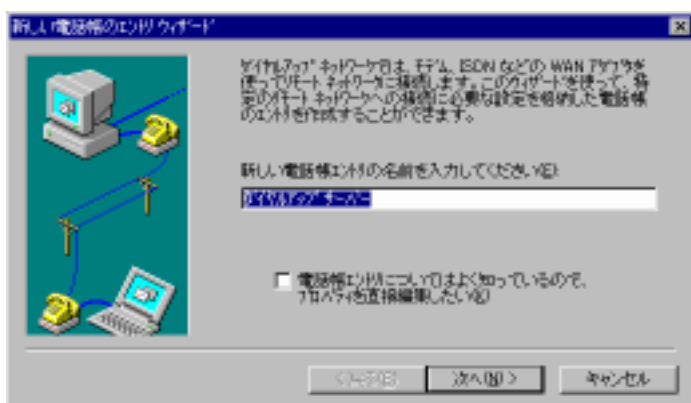 新しい電話帳のエントリ ウィザード
ダイヤルアップ ネットワークは、モデム、ISDN などの WAN アダプタを
使ってリモート ネットワークに接続します。このウィザードを使って、特
定のリモート ネットワークへの接続に必要な設定を格納した電話帳
のエントリを作成することができます。
新しい電話帳エントリの名前を入力してください(E):
ダイヤルアップ サーバー
電話帳エントリについてはよく知っているので、
プロパティを直接編集したい(K)
< 戻る(B)
次へ(N) >
キャンセル